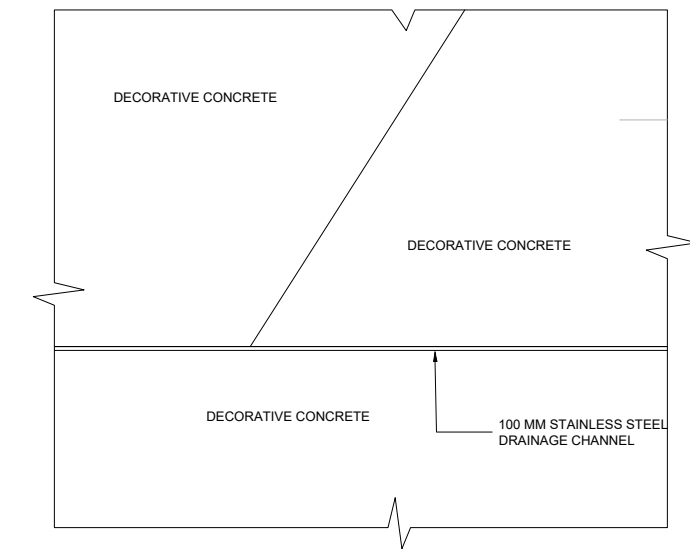 DECORATIVE CONCRETE
DECORATIVE CONCRETE
DECORATIVE CONCRETE
100 MM STAINLESS STEEL
DRAINAGE CHANNEL